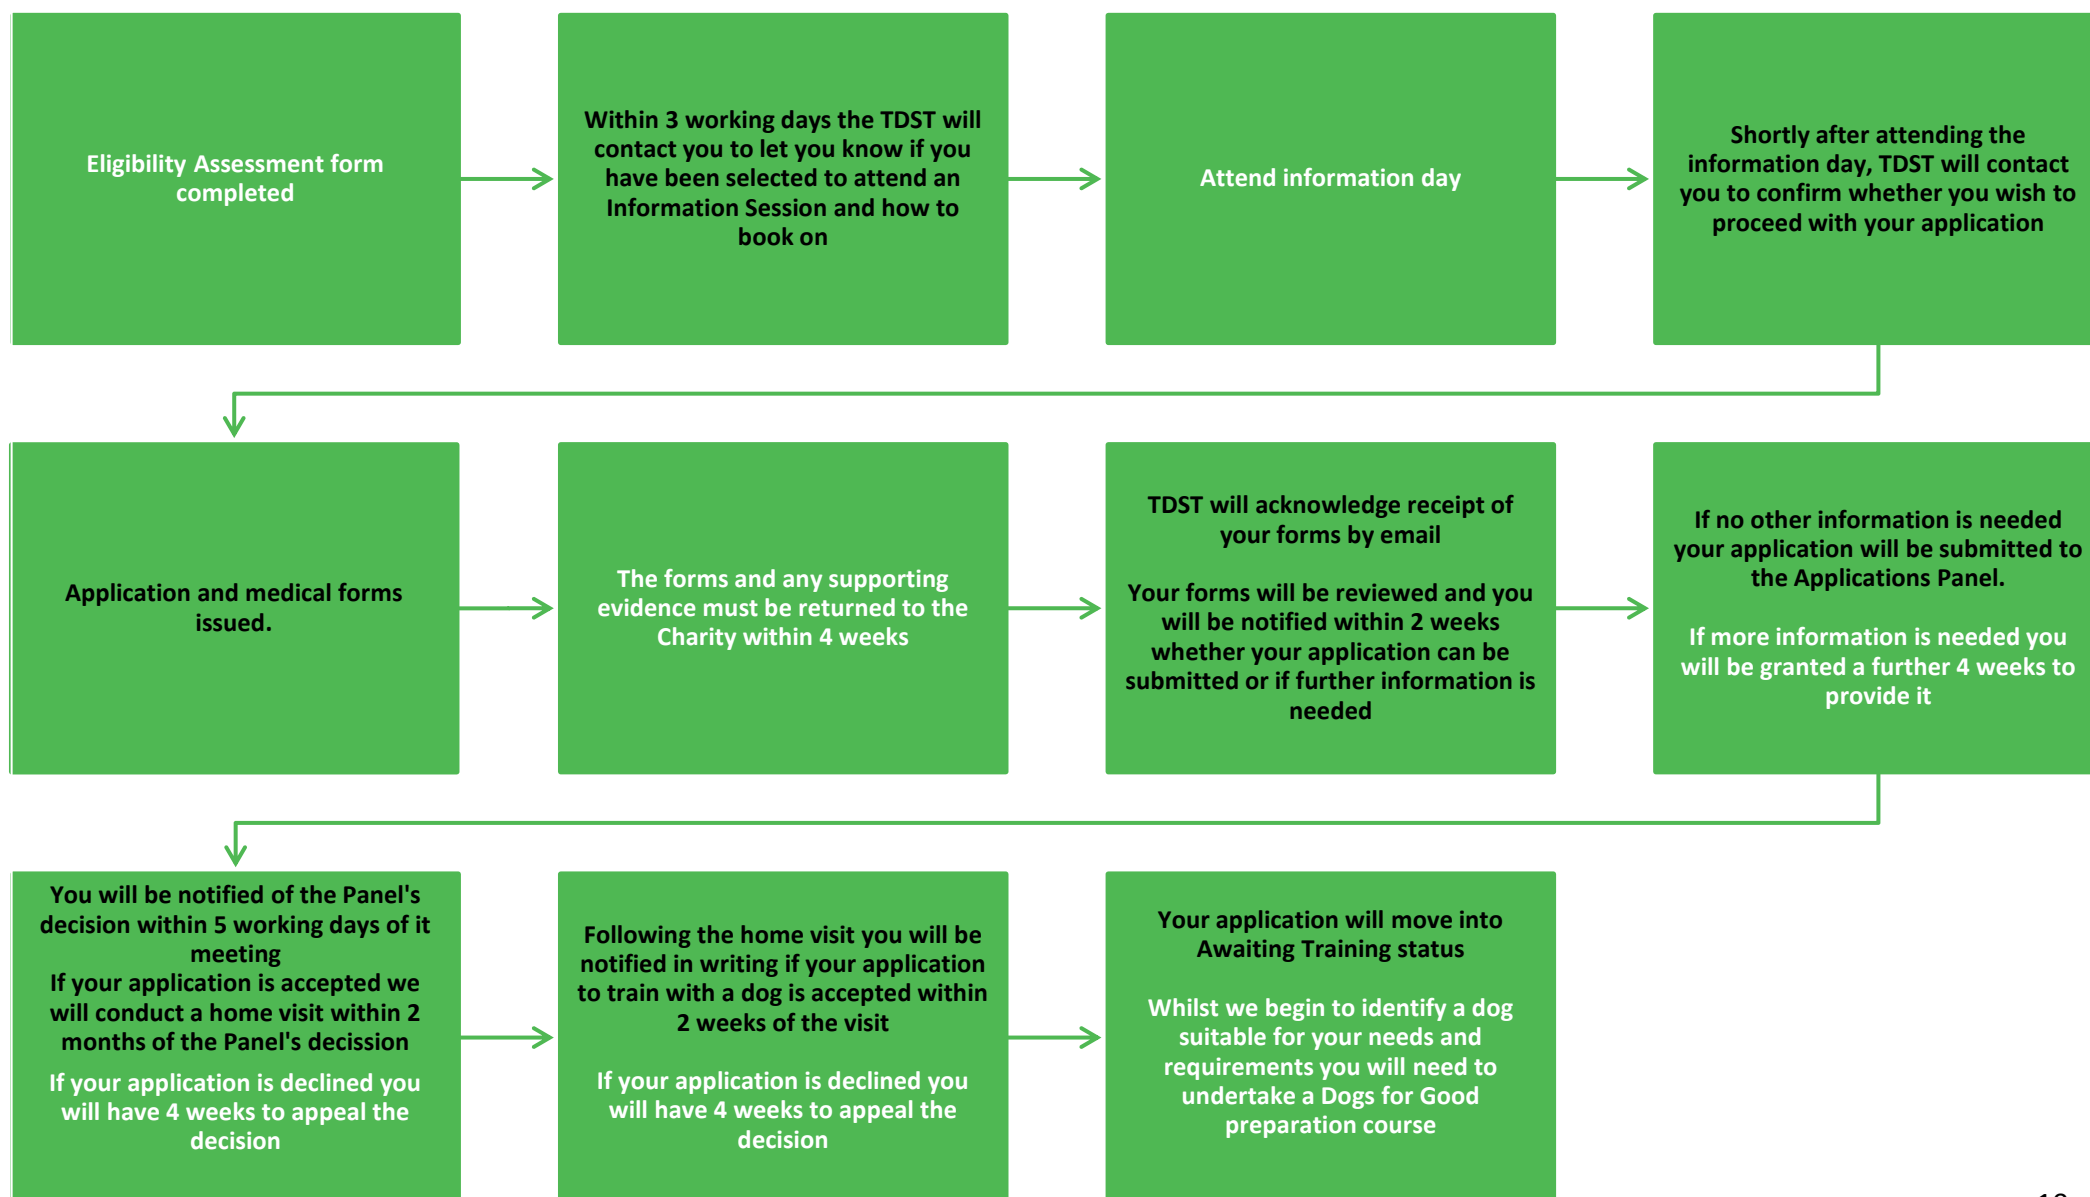 Eligibility Assessment form
completed
Within 3 working days the TDST will
contact you to let you know if you
have been selected to attend an
Information Session and how to
book on
Attend information day
Shortly after attending the
information day, TDST will contact
you to confirm whether you wish to
proceed with your application
Application and medical forms
issued.
The forms and any supporting
evidence must be returned to the
Charity within 4 weeks
TDST will acknowledge receipt of
your forms by email
Your forms will be reviewed and you
will be notified within 2 weeks
whether your application can be
submitted or if further information is
needed
If no other information is needed
your application will be submitted to
the Applications Panel.
If more information is needed you
will be granted a further 4 weeks to
provide it
You will be notified of the Panel's
decision within 5 working days of it
meeting
If your application is accepted we
will conduct a home visit within 2
months of the Panel's decission
If your application is declined you
will have 4 weeks to appeal the
decision
Following the home visit you will be
notified in writing if your application
to train with a dog is accepted within
2 weeks of the visit
If your application is declined you
will have 4 weeks to appeal the
decision
Your application will move into
Awaiting Training status
Whilst we begin to identify a dog
suitable for your needs and
requirements you will need to
undertake a Dogs for Good
preparation course